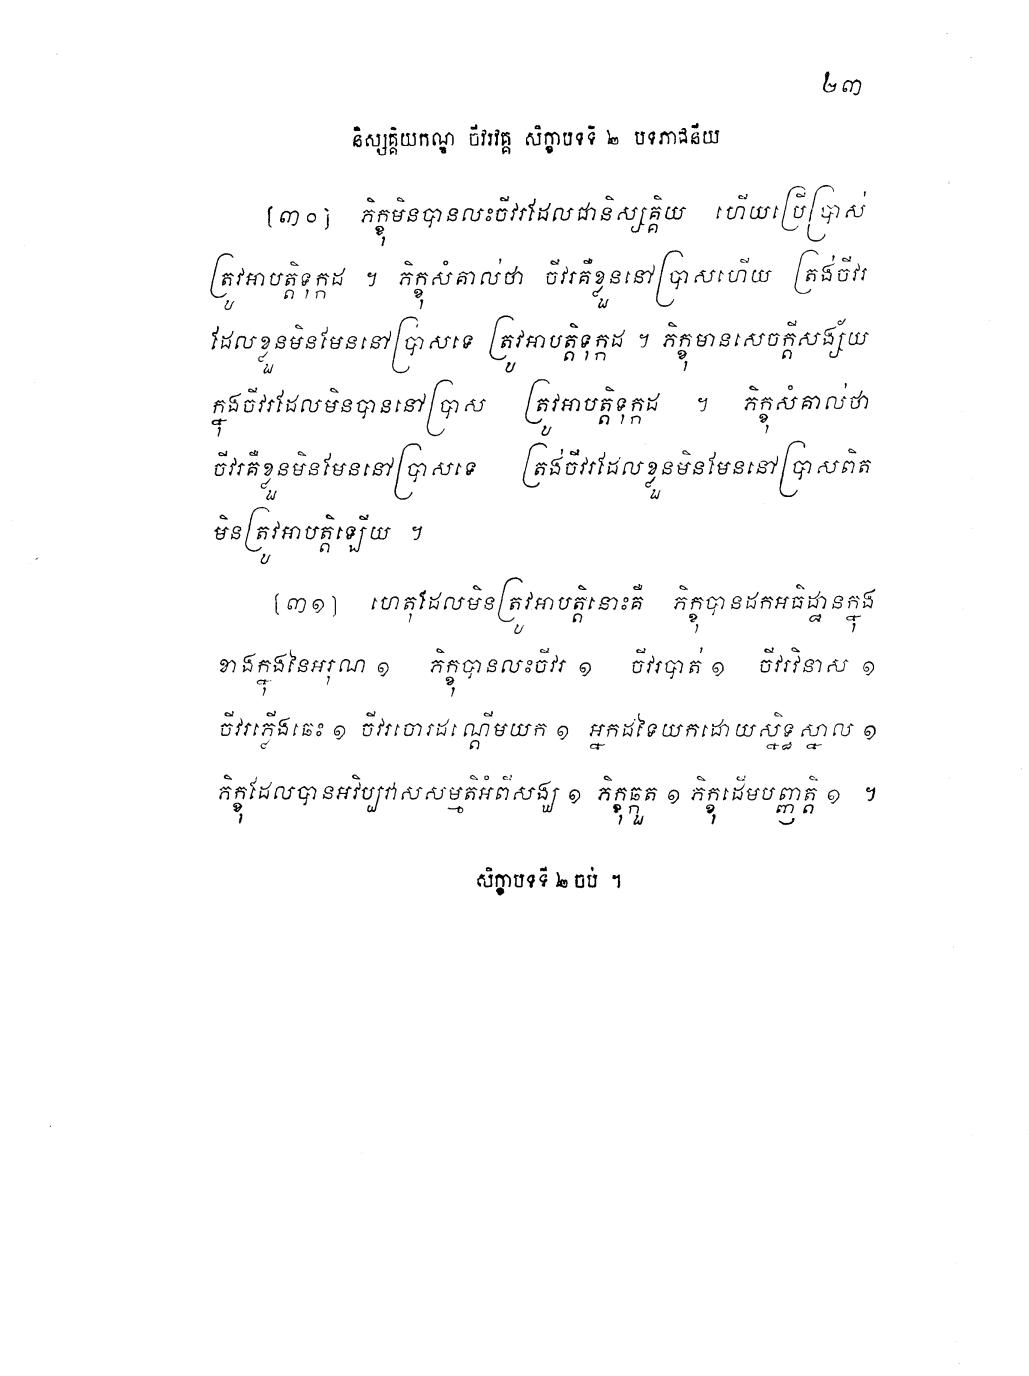 ២៣
និស្សគ្គិយកណ្ឌ ចីវរវគ្គ សិក្ខាបទទី ២ បទភាជនីយ
[៣០] ភិក្ខុមិនបានលះចីវរដែលជានិស្សគ្គិយ ហើយប្រើប្រាស់
ត្រូវអាបត្តិទុក្កដ ។ ភិក្ខុសំគាល់ថា ចីវរគឺខ្លួននៅប្រាសហើយ ត្រង់ចីវរ
ដែលខ្លួនមិនមែននៅប្រាសទេ ត្រូវអាបត្តិទុក្កដ ។ ភិក្ខុមានសេចក្តីសង្ស័យ
ក្នុងចីវរដែលមិនបាននៅប្រាស ត្រូវអាបត្តិទុក្កដ ។ ភិក្ខុសំគាល់ថា
ចីវរគឺខ្លួនមិនមែននៅប្រាសទេ ត្រង់ចីវរដែលខ្លួនមិនមែននៅប្រាសពិត
មិនត្រូវអាបត្តិឡើយ ។
[៣១] ហេតុដែលមិនត្រូវអាបត្តិនោះគឺ ភិក្ខុបានដកអធិដ្ឋានក្នុង
ខាងក្នុងនៃអរុណ ១ ភិក្ខុបានលះចីវរ ១ ចីវរបាត់ ១ ចីវរវិនាស ១
ចីវរភ្លើងឆេះ ១ ចីវរចោរដណ្តើមយក ១ អ្នកដទៃយកដោយស្និទ្ធស្នាល ១
ភិក្ខុដែលបានអវិប្បវាសសម្មតិអំពីសង្ឃ ១ ភិក្ខុឆ្កួត ១ ភិក្ខុដើមបញ្ញត្តិ ១ ។
សិក្ខាបទទី ២ ចប់ ។